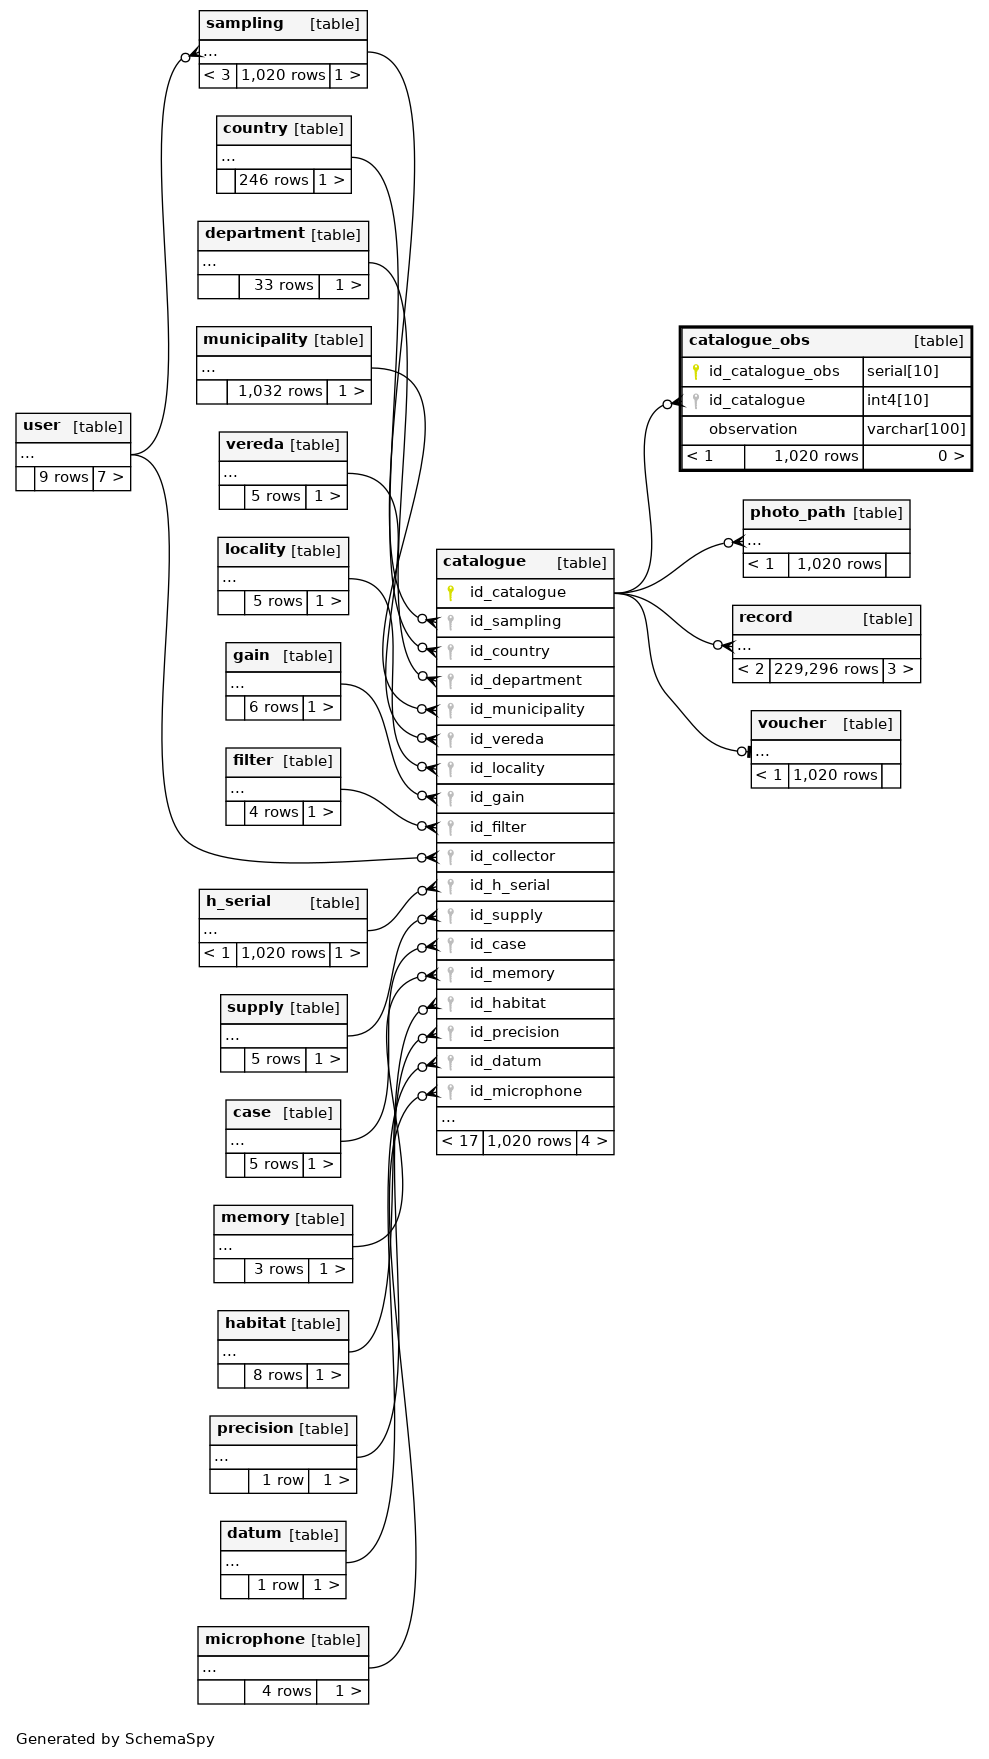 sampling [table]
...
< 3 1,020 rows 1 >
country [table]
...
246 rows 1 >
department [table]
...
33 rows 1 >
municipality [table]
...
1,032 rows 1 >
user [table]
...
9 rows 7 >
vereda [table]
...
5 rows 1 >
locality [table]
...
5 rows 1 >
gain [table]
...
6 rows 1 >
filter [table]
...
4 rows 1 >
h_serial [table]
...
< 1 1,020 rows 1 >
supply [table]
...
5 rows 1 >
case [table]
...
5 rows 1 >
memory [table]
...
3 rows 1 >
habitat [table]
...
8 rows 1 >
precision [table]
...
1 row 1 >
datum [table]
...
1 row 1 >
microphone [table]
...
4 rows 1 >
catalogue [table]
id_catalogue
id_sampling
id_country
id_department
id_municipality
id_vereda
id_locality
id_gain
id_filter
id_collector
id_h_serial
id_supply
id_case
id_memory
id_habitat
id_precision
id_datum
id_microphone
...
< 17 1,020 rows 4 >
catalogue_obs [table]
id_catalogue_obs serial[10]
id_catalogue int4[10]
observation varchar[100]
< 1 1,020 rows 0 >
photo_path [table]
...
< 1 1,020 rows
record [table]
...
< 2 229,296 rows 3 >
voucher [table]
...
< 1 1,020 rows
Generated by SchemaSpy